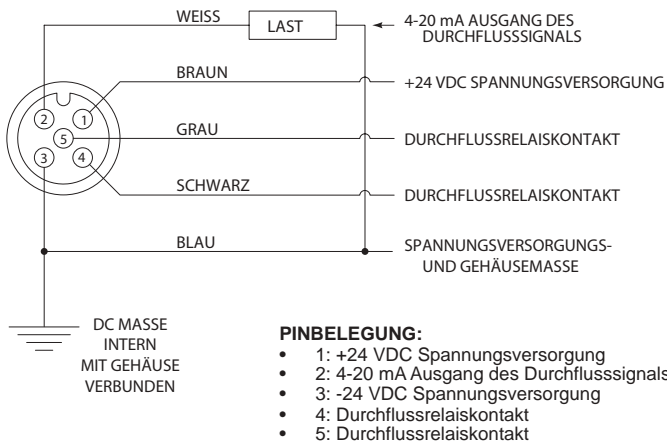 WEISS
LAST
4-20 mA AUSGANG DES
DURCHFLUSSSIGNALS
BRAUN
+24 VDC SPANNUNGSVERSORGUNG
2
1
GRAU
5
DURCHFLUSSRELAISKONTAKT
3
4
SCHWARZ
DURCHFLUSSRELAISKONTAKT
BLAU
SPANNUNGSVERSORGUNGS-
UND GEHÄUSEMASSE
DC MASSE
INTERN
MIT GEHÄUSE
VERBUNDEN
PINBELEGUNG:
• 1: +24 VDC Spannungsversorgung
• 2: 4-20 mA Ausgang des Durchflusssignals
• 3: -24 VDC Spannungsversorgung
• 4: Durchflussrelaiskontakt
• 5: Durchflussrelaiskontakt